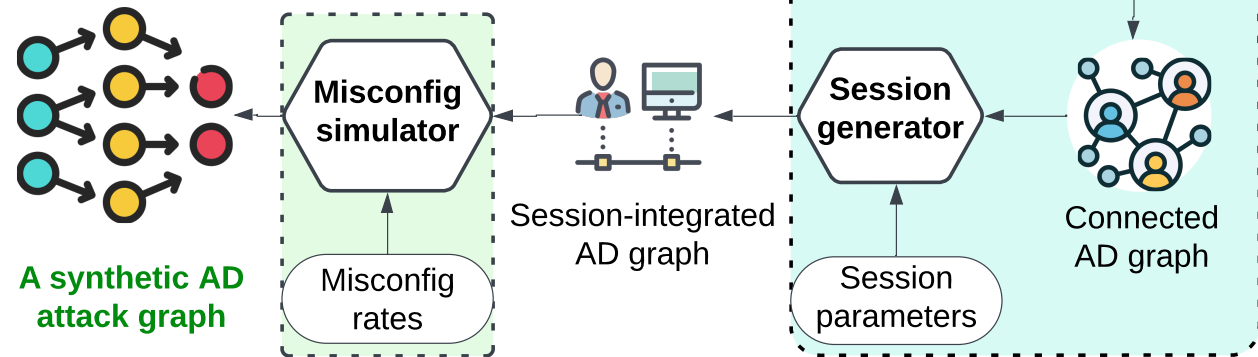 Misconfig
simulator
Session
generator
Session-integrated
AD graph
Connected
AD graph
A synthetic AD
attack graph
Misconfig
rates
Session
parameters